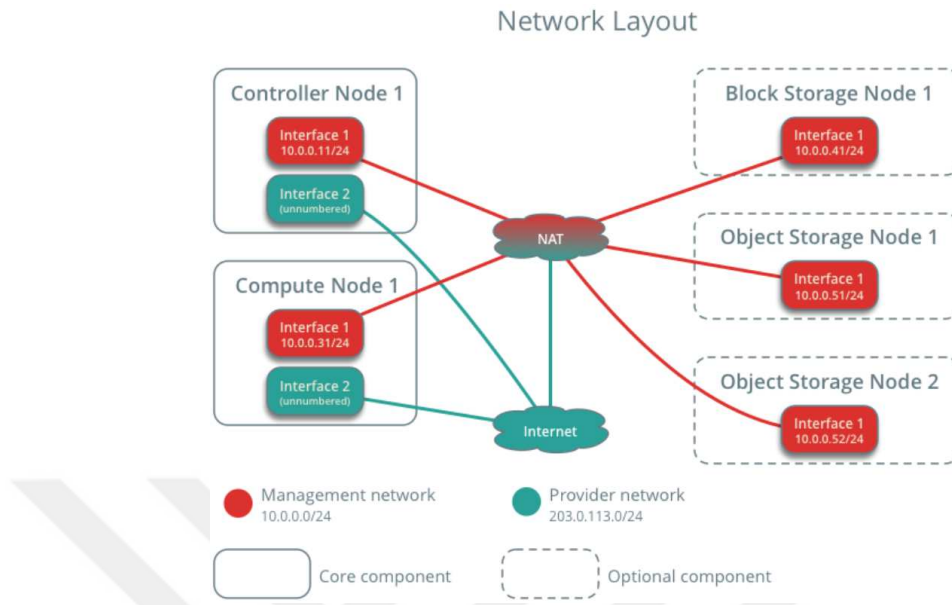 Network Layout
Controller Node 1
Interface 1
10.0.0.11/24
Interface 2
(unnumbered)
Compute Node 1
Interface 1
10.0.0.31/24
Interface 2
(unnumbered)
NAT
Internet
Block Storage Node 1
Interface 1
10.0.0.41/24
Object Storage Node 1
Interface 1
10.0.0.51/24
Object Storage Node 2
Interface 1
10.0.0.52/24
Management network
10.0.0.0/24
Provider network
203.0.113.0/24
Core component
Optional component